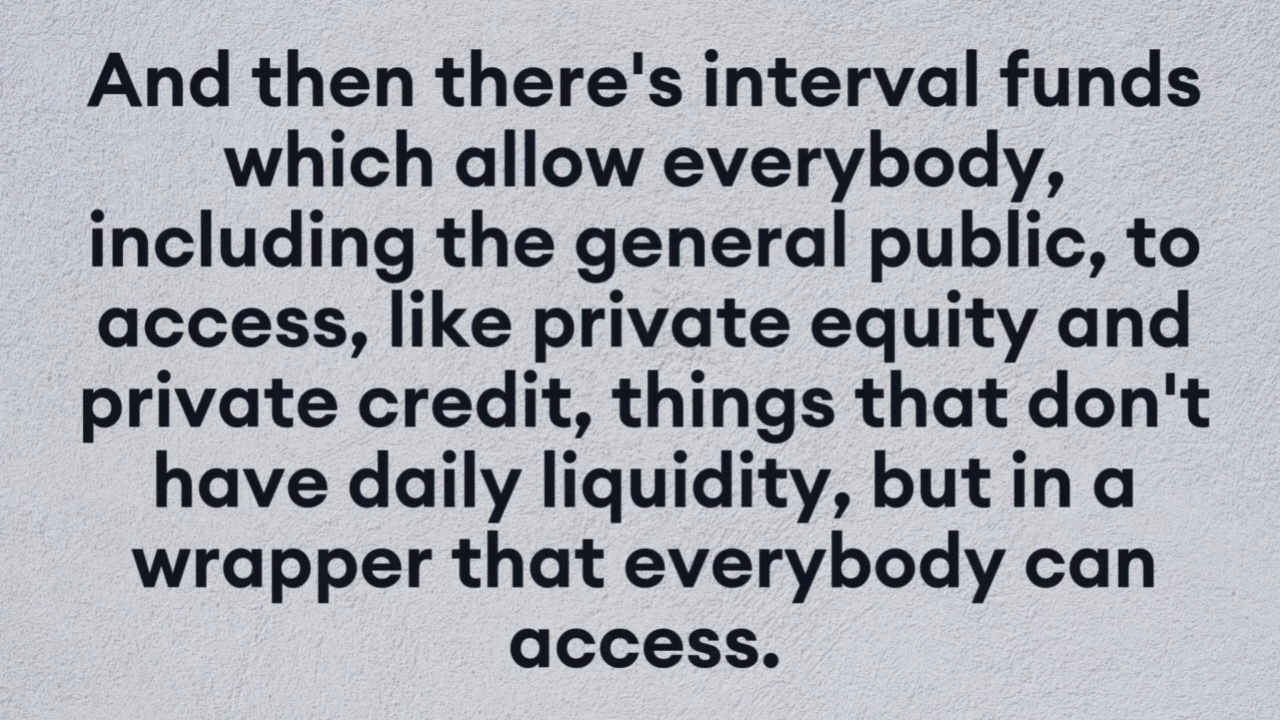 And then there's interval funds
which allow everybody,
including the general public, to
access, like private equity and
private credit, things that don't
have daily liquidity, but in a
wrapper that everybody can
access.